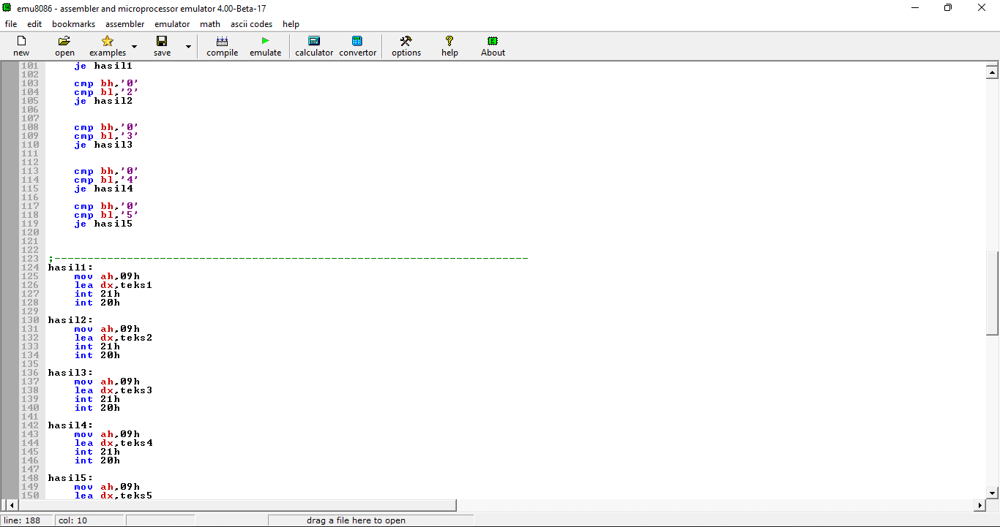 emu8086 - assembler and microprocessor emulator 4.00-Beta-17
file edit bookmarks assembler emulator math ascii codes help
new open examples save compile emulate calculator convertor options help About
101 je hasil1
102
103 cmp bh,'0'
104 cmp bl,'2'
105 je hasil2
106
107
108 cmp bh,'0'
109 cmp bl,'3'
110 je hasil3
111
112
113 cmp bh,'0'
114 cmp bl,'4'
115 je hasil4
116
117 cmp bh,'0'
118 cmp bl,'5'
119 je hasil5
120
121
122
123 ;------------------------------------------------------------------------
124 hasil1:
125 mov ah,09h
126 lea dx,teks1
127 int 21h
128 int 20h
129
130 hasil2:
131 mov ah,09h
132 lea dx,teks2
133 int 21h
134 int 20h
135
136 hasil3:
137 mov ah,09h
138 lea dx,teks3
139 int 21h
140 int 20h
141
142 hasil4:
143 mov ah,09h
144 lea dx,teks4
145 int 21h
146 int 20h
147
148 hasil5:
149 mov ah,09h
150 lea dx,teks5
line: 188 col: 10 drag a file here to open